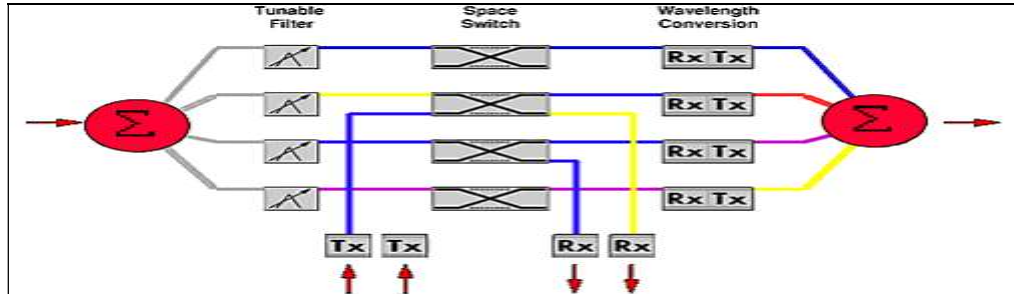 Tunable Filter
Space Switch
Wavelength Conversion
Rx Tx
Σ
Rx Tx
Σ
Rx Tx
Rx Tx
Tx
Tx
Rx
Rx